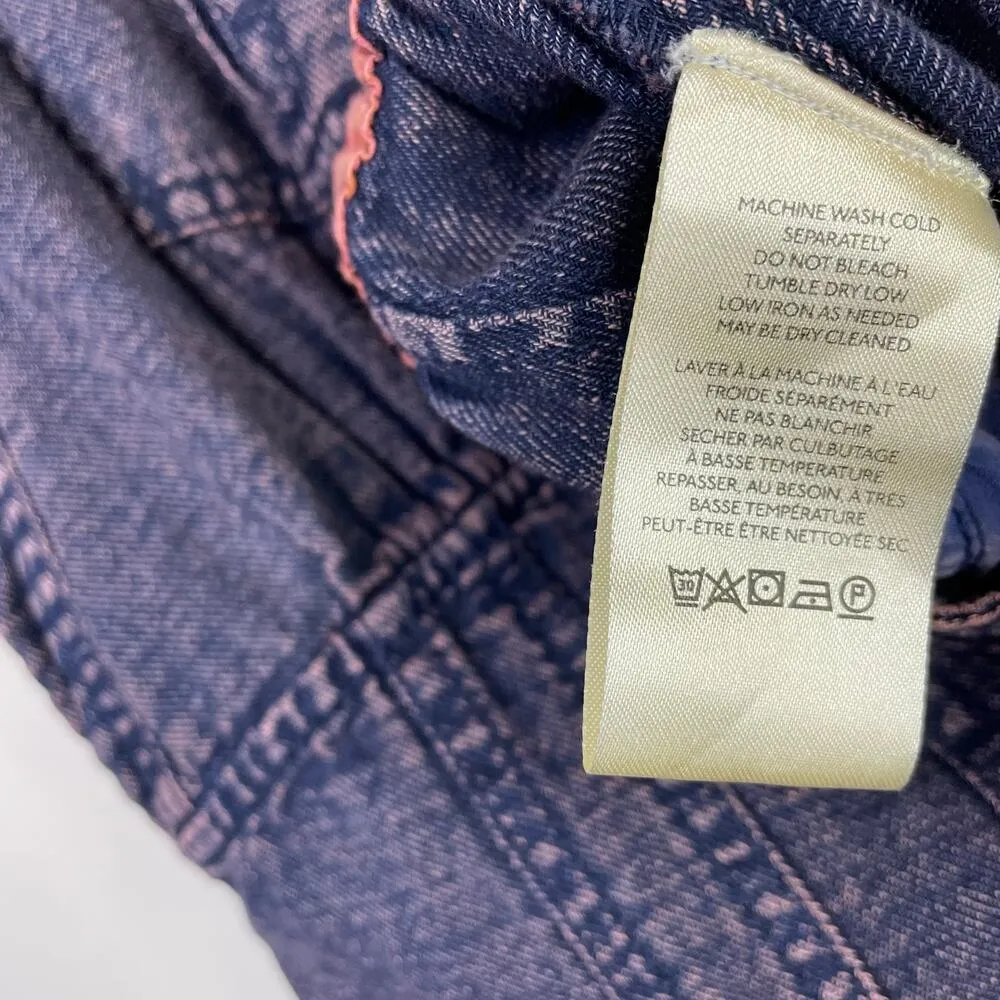 MACHINE WASH COLD
SEPARATELY
DO NOT BLEACH
TUMBLE DRY LOW
LOW IRON AS NEEDED
MAY BE DRY CLEANED
LAVER À LA MACHINE À L'EAU
FROIDE SÉPARÉMENT
NE PAS BLANCHIR
SECHER PAR CULBUTAGE
À BASSE TEMPERATURE
REPASSER, AU BESOIN, A TRÈS
BASSE TEMPÉRATURE
PEUT-ÊTRE ÊTRE NETTOYÉE SEC
30 P